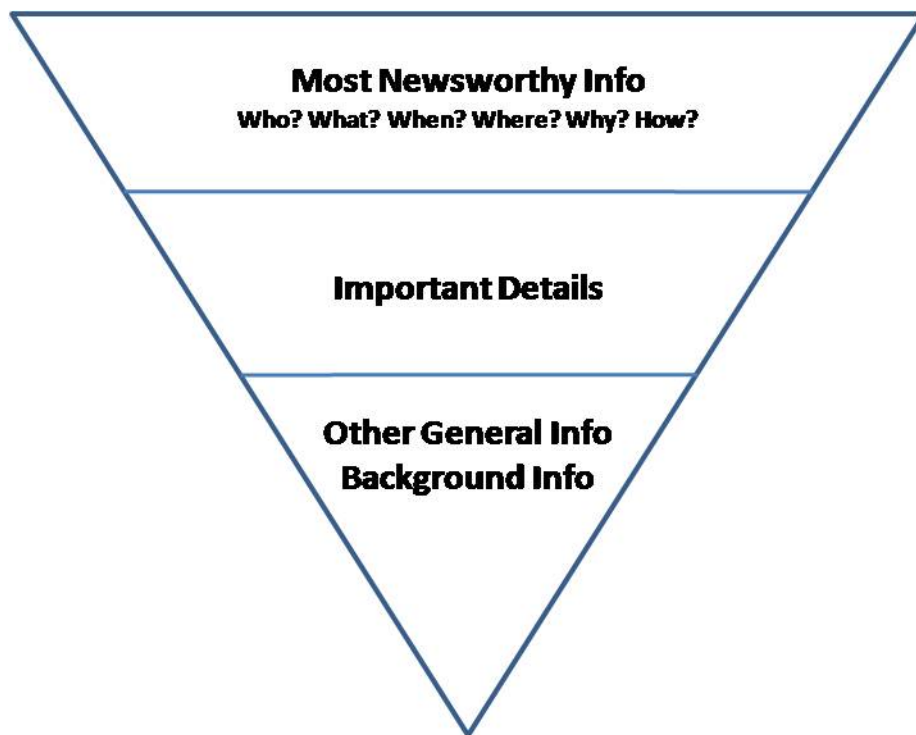 Most Newsworthy Info
Who? What? When? Where? Why? How?
Important Details
Other General Info
Background Info